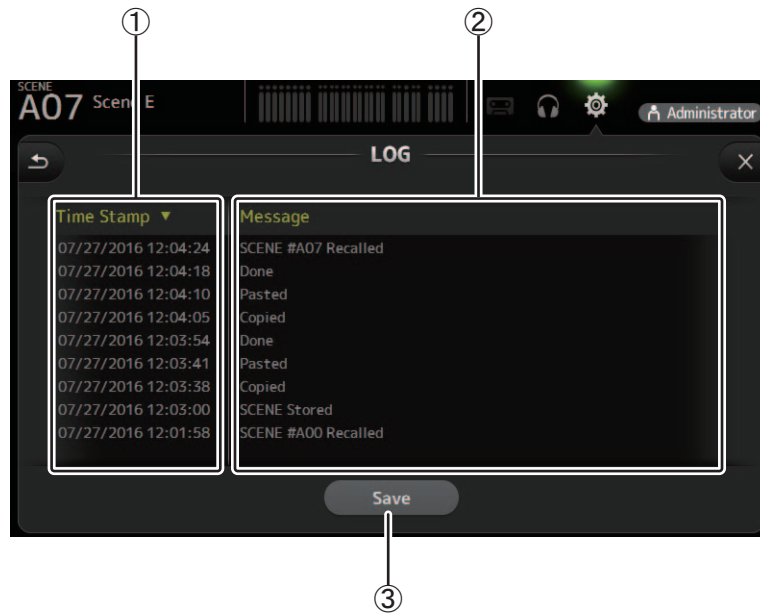 ① ②
SCENE
A07 Scene E Administrator
LOG
Time Stamp ▼ Message
07/27/2016 12:04:24 SCENE #A07 Recalled
07/27/2016 12:04:18 Done
07/27/2016 12:04:10 Pasted
07/27/2016 12:04:05 Copied
07/27/2016 12:03:54 Done
07/27/2016 12:03:41 Pasted
07/27/2016 12:03:38 Copied
07/27/2016 12:03:00 SCENE Stored
07/27/2016 12:01:58 SCENE #A00 Recalled
Save
③